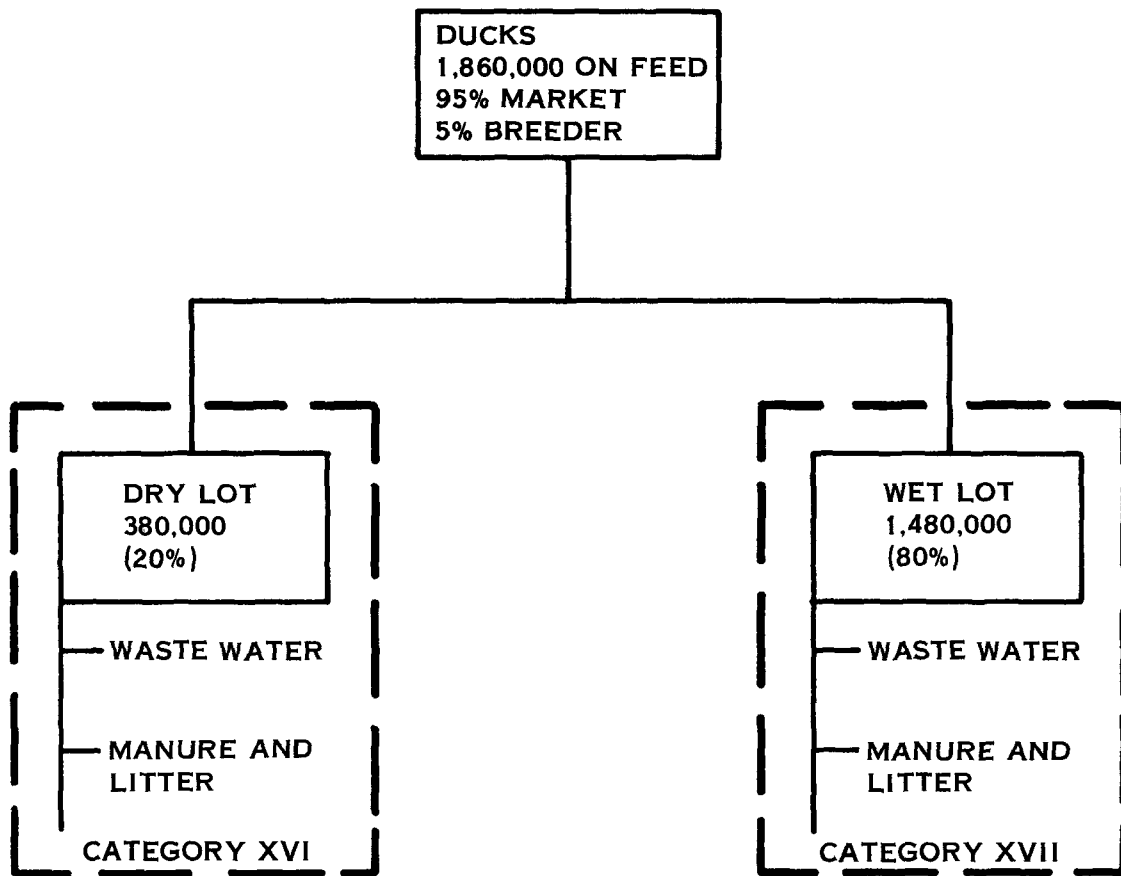 DUCKS
1,860,000 ON FEED
95% MARKET
5% BREEDER
DRY LOT
380,000
(20%)
WASTE WATER
MANURE AND
LITTER
CATEGORY XVI
WET LOT
1,480,000
(80%)
WASTE WATER
MANURE AND
LITTER
CATEGORY XVII